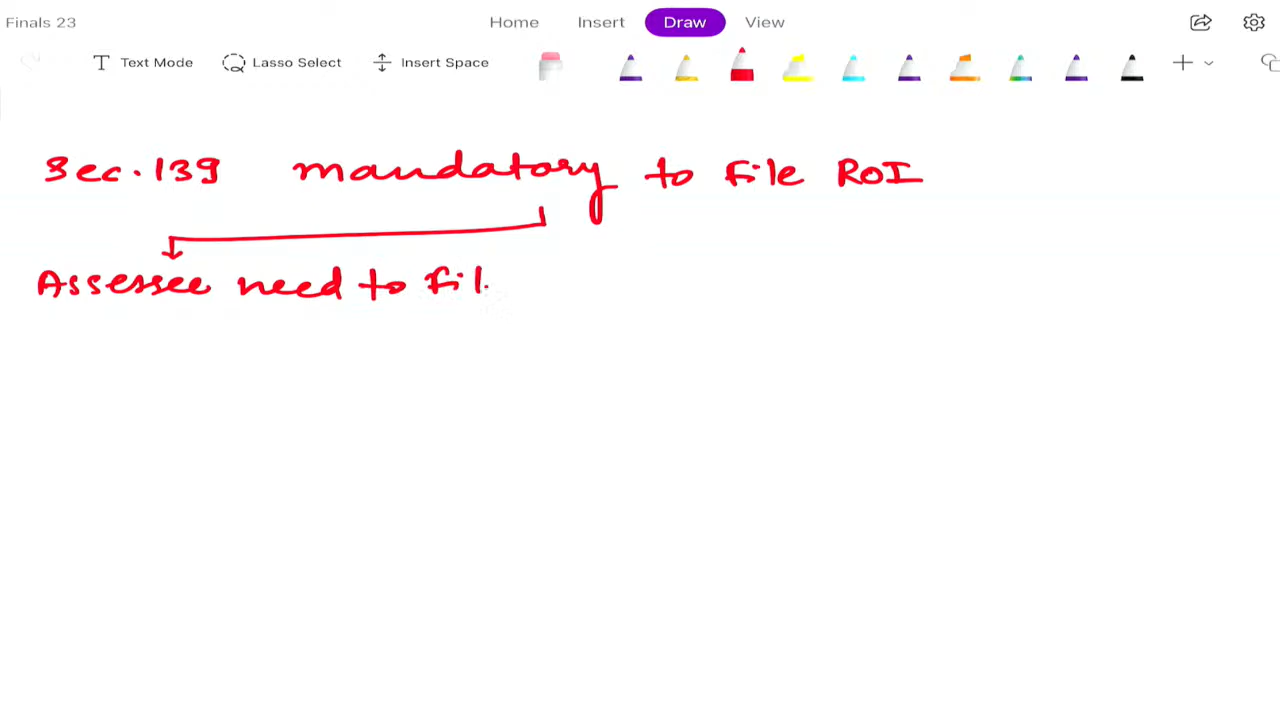 Finals 23
Home Insert Draw View
Text Mode Lasso Select Insert Space
Sec. 139 mandatory to file ROI
Assessee need to fil